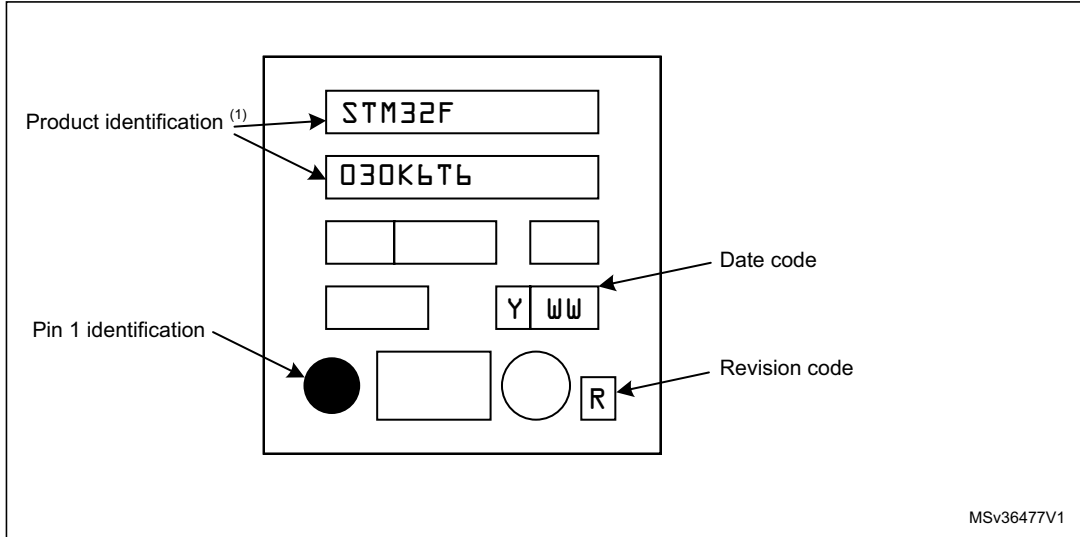 STM32F
Product identification (1)
030K6T6
Date code
Y WW
Pin 1 identification
Revision code
R
MSv36477V1